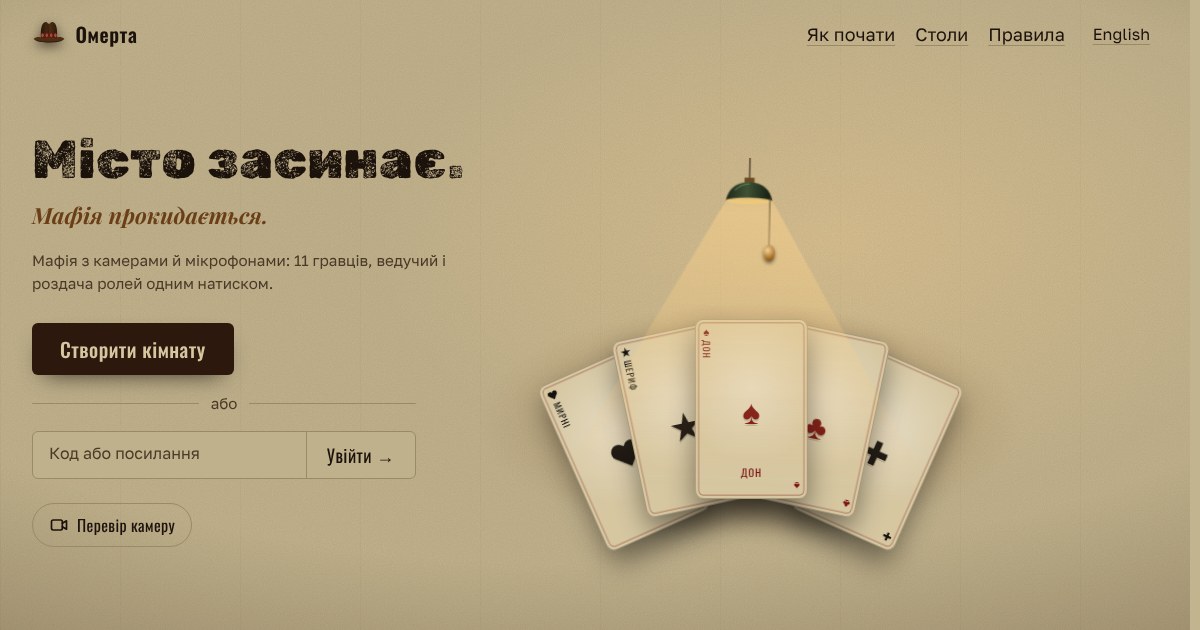 Омерта
Як почати
Столи
Правила
English
Місто засинає.
Мафія прокидається.
Мафія з камерами й мікрофонами: 11 гравців, ведучий і
роздача ролей одним натиском.
Створити кімнату
або
Код або посилання
Увійти →
Перевір камеру
МИРНІ
ШЕРИФ
ДОН
ДОН